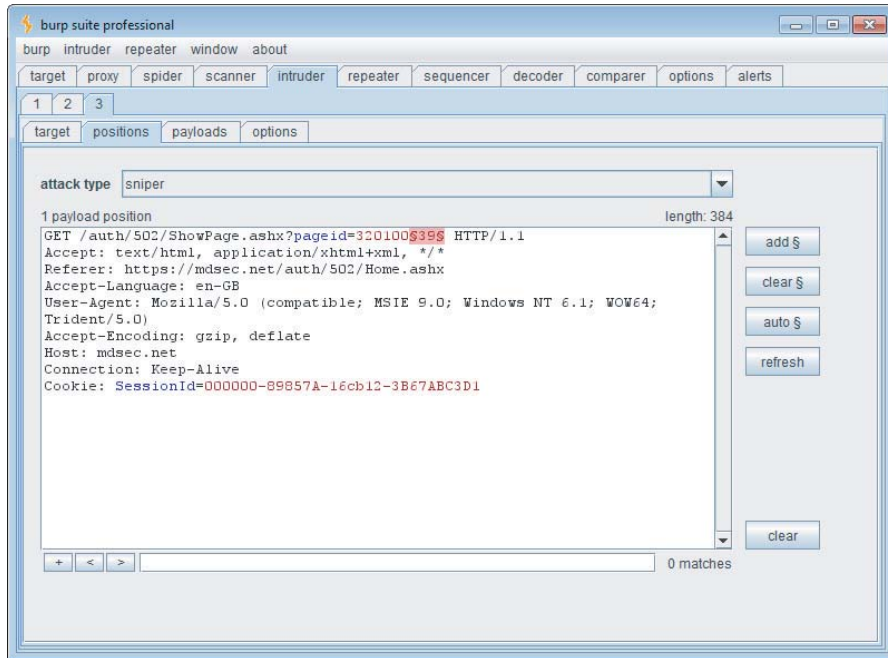 burp suite professional
burp intruder repeater window about
target proxy spider scanner intruder repeater sequencer decoder comparer options alerts
1 2 3
target positions payloads options
attack type sniper
1 payload position length: 384
GET /auth/502/ShowPage.ashx?pageid=320100§39§ HTTP/1.1
Accept: text/html, application/xhtml+xml, */*
Referer: https://mdsec.net/auth/502/Home.ashx
Accept-Language: en-GB
User-Agent: Mozilla/5.0 (compatible; MSIE 9.0; Windows NT 6.1; WOW64;
Trident/5.0)
Accept-Encoding: gzip, deflate
Host: mdsec.net
Connection: Keep-Alive
Cookie: SessionId=000000-89857A-16cb12-3B67ABC3D1
add §
clear §
auto §
refresh
clear
+ < > 0 matches